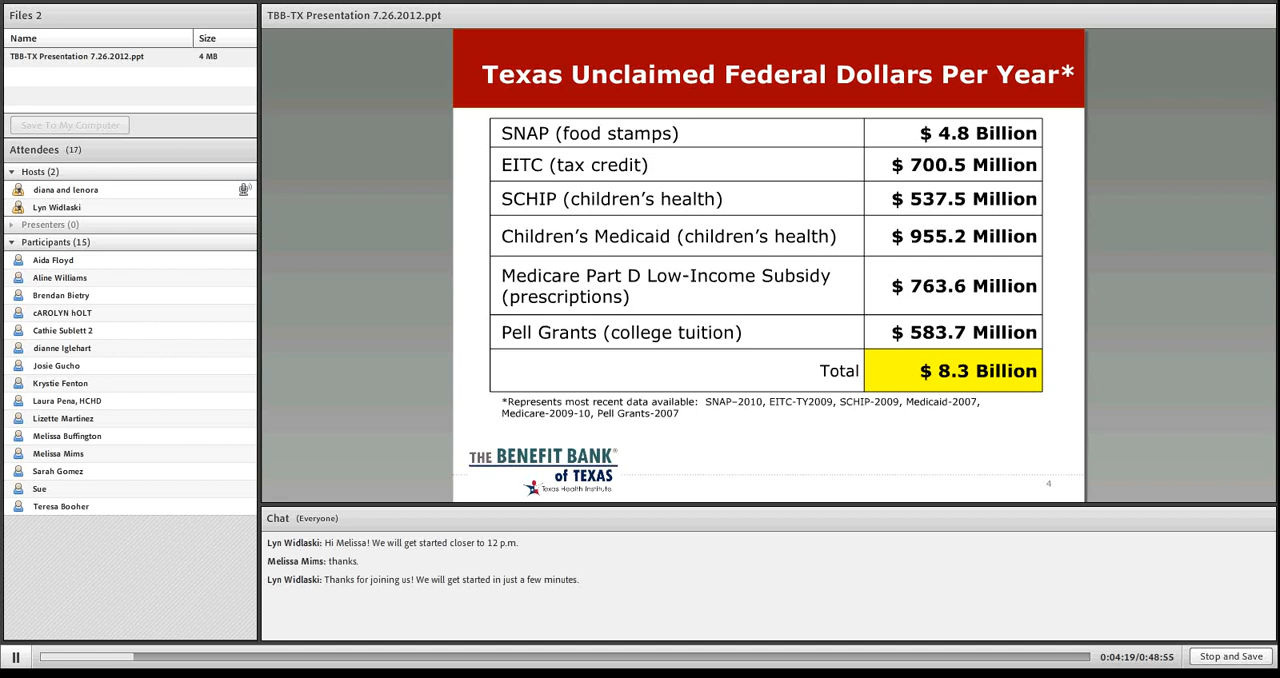 Files 2
Name Size
TBB-TX Presentation 7.26.2012.ppt 4 MB
Save To My Computer
Attendees (17)
Hosts (2)
diana and lenora
Lyn Widlaski
Presenters (0)
Participants (15)
Aida Floyd
Aline Williams
Brendan Bietry
cAROLYN hOLT
Cathie Sublett 2
dianne Iglehart
Josie Gucho
Krystie Fenton
Laura Pena, HCHD
Lizette Martinez
Melissa Buffington
Melissa Mims
Sarah Gomez
Sue
Teresa Booher
TBB-TX Presentation 7.26.2012.ppt
Texas Unclaimed Federal Dollars Per Year*
SNAP (food stamps) $ 4.8 Billion
EITC (tax credit) $ 700.5 Million
SCHIP (children's health) $ 537.5 Million
Children's Medicaid (children's health) $ 955.2 Million
Medicare Part D Low-Income Subsidy
(prescriptions) $ 763.6 Million
Pell Grants (college tuition) $ 583.7 Million
Total $ 8.3 Billion
*Represents most recent data available: SNAP–2010, EITC-TY2009, SCHIP-2009, Medicaid-2007,
Medicare-2009-10, Pell Grants-2007
THE BENEFIT BANK®
of TEXAS
Texas Health Institute
4
Chat (Everyone)
Lyn Widlaski: Hi Melissa! We will get started closer to 12 p.m.
Melissa Mims: thanks.
Lyn Widlaski: Thanks for joining us! We will get started in just a few minutes.
0:04:19/0:48:55 Stop and Save